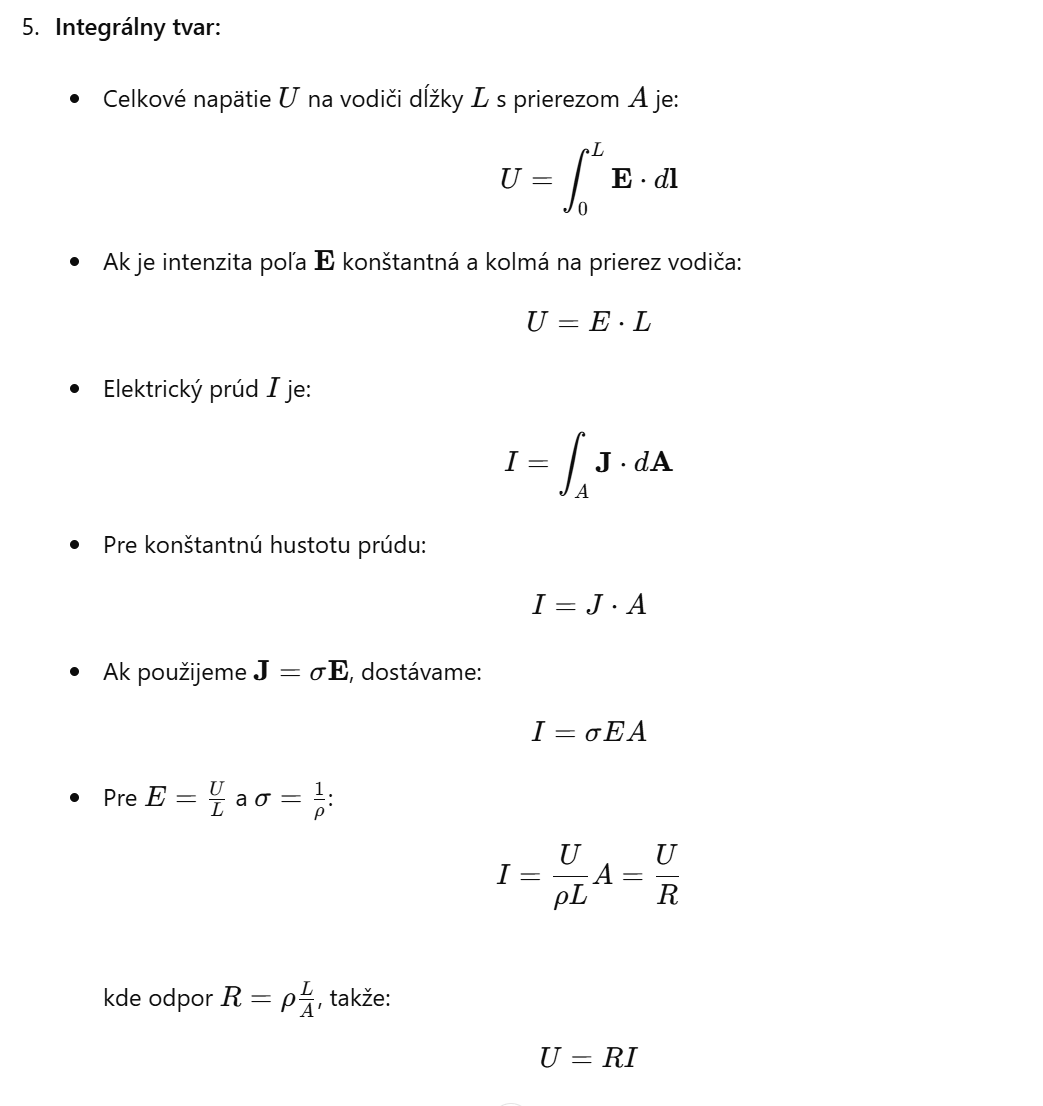 5. Integrálny tvar:
• Celkové napätie U na vodiči dĺžky L s prierezom A je:
U = ∫₀ᴸ E · dl
• Ak je intenzita poľa E konštantná a kolmá na prierez vodiča:
U = E · L
• Elektrický prúd I je:
I = ∫_A J · dA
• Pre konštantnú hustotu prúdu:
I = J · A
• Ak použijeme J = σE, dostávame:
I = σEA
• Pre E = U/L a σ = 1/ρ:
I = U/ρL A = U/R
kde odpor R = ρ L/A, takže:
U = RI